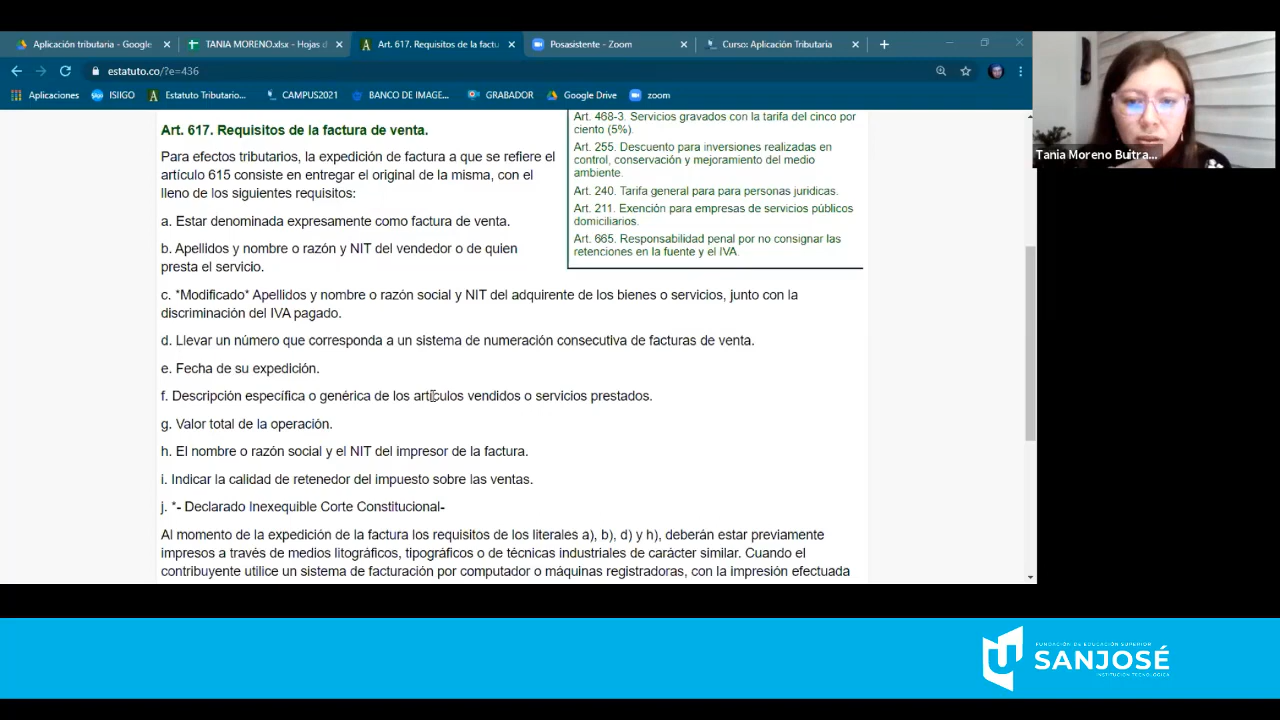 Aplicación tributaria - Google
TANIA MORENO.xlsx - Hojas d
Art. 617. Requisitos de la factu
Posasistente - Zoom
Curso: Aplicación Tributaria
estatuto.co/?e=436
Aplicaciones
SIIGO
Estatuto Tributario...
CAMPUS2021
BANCO DE IMAGE...
GRABADOR
Google Drive
zoom
Art. 617. Requisitos de la factura de venta.
Para efectos tributarios, la expedición de factura a que se refiere el
artículo 615 consiste en entregar el original de la misma, con el
lleno de los siguientes requisitos:
a. Estar denominada expresamente como factura de venta.
b. Apellidos y nombre o razón y NIT del vendedor o de quien
presta el servicio.
Art. 468-3. Servicios gravados con la tarifa del cinco por
ciento (5%).
Art. 255. Descuento para inversiones realizadas en
control, conservación y mejoramiento del medio
ambiente.
Art. 240. Tarifa general para para personas juridicas.
Art. 211. Exención para empresas de servicios públicos
domiciliarios.
Art. 665. Responsabilidad penal por no consignar las
retenciones en la fuente y el IVA.
c. *Modificado* Apellidos y nombre o razón social y NIT del adquirente de los bienes o servicios, junto con la
discriminación del IVA pagado.
d. Llevar un número que corresponda a un sistema de numeración consecutiva de facturas de venta.
e. Fecha de su expedición.
f. Descripción específica o genérica de los artículos vendidos o servicios prestados.
g. Valor total de la operación.
h. El nombre o razón social y el NIT del impresor de la factura.
i. Indicar la calidad de retenedor del impuesto sobre las ventas.
j. *- Declarado Inexequible Corte Constitucional-
Al momento de la expedición de la factura los requisitos de los literales a), b), d) y h), deberán estar previamente
impresos a través de medios litográficos, tipográficos o de técnicas industriales de carácter similar. Cuando el
contribuyente utilice un sistema de facturación por computador o máquinas registradoras, con la impresión efectuada
Tania Moreno Buitra...
FUNDACIÓN DE EDUCACIÓN SUPERIOR
SANJOSÉ
INSTITUCIÓN TECNOLÓGICA